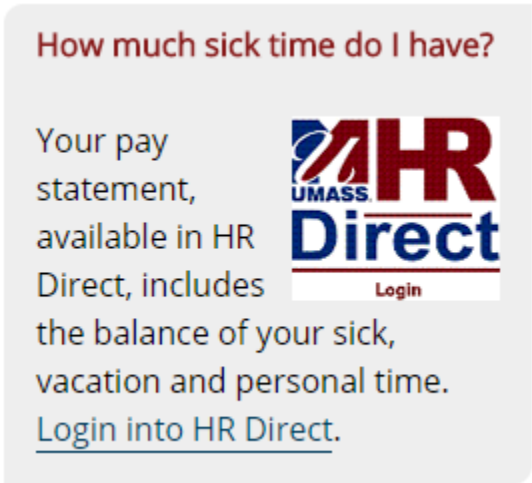 How much sick time do I have?
Your pay
statement,
available in HR
Direct, includes
the balance of your sick,
vacation and personal time.
Login into HR Direct.
UMASS HR
Direct
Login